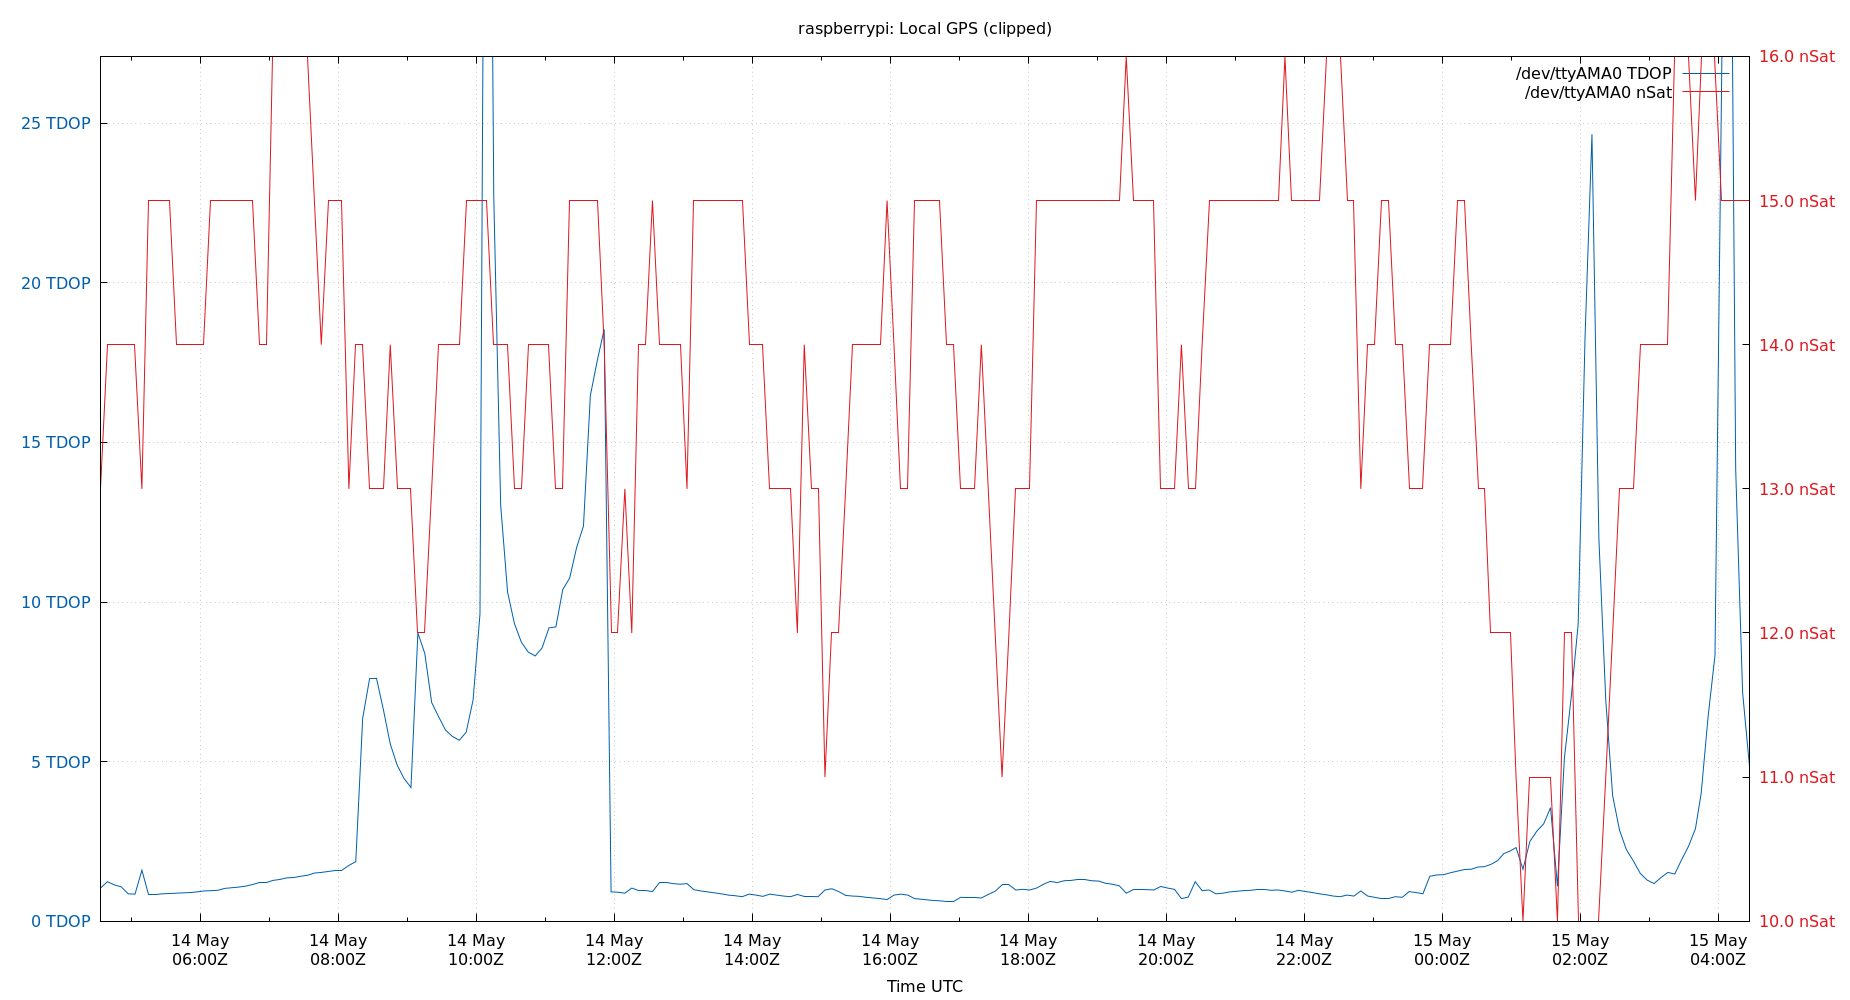 raspberrypi: Local GPS (clipped)
/dev/ttyAMA0 TDOP
/dev/ttyAMA0 nSat
25 TDOP
20 TDOP
15 TDOP
10 TDOP
5 TDOP
0 TDOP
16.0 nSat
15.0 nSat
14.0 nSat
13.0 nSat
12.0 nSat
11.0 nSat
10.0 nSat
14 May
06:00Z
14 May
08:00Z
14 May
10:00Z
14 May
12:00Z
14 May
14:00Z
14 May
16:00Z
14 May
18:00Z
14 May
20:00Z
14 May
22:00Z
15 May
00:00Z
15 May
02:00Z
15 May
04:00Z
Time UTC